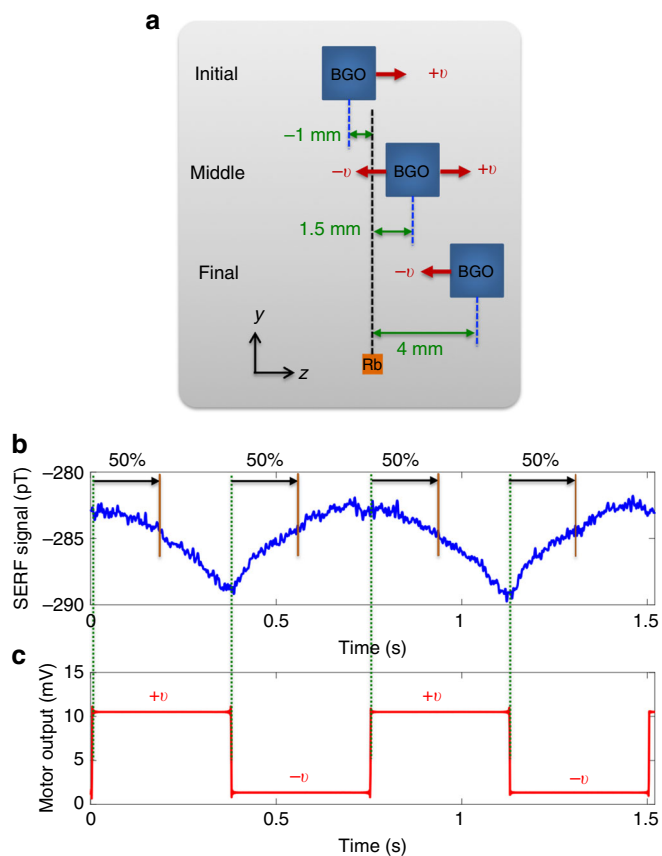 a
Initial
BGO
+υ
−1 mm
Middle
−υ
BGO
+υ
1.5 mm
Final
−υ
BGO
4 mm
y
z
Rb
b
50%
50%
50%
50%
SERF signal (pT)
−280
−285
−290
0
0.5
1
1.5
Time (s)
c
Motor output (mV)
15
10
5
0
+υ
−υ
+υ
−υ
0
0.5
1
1.5
Time (s)